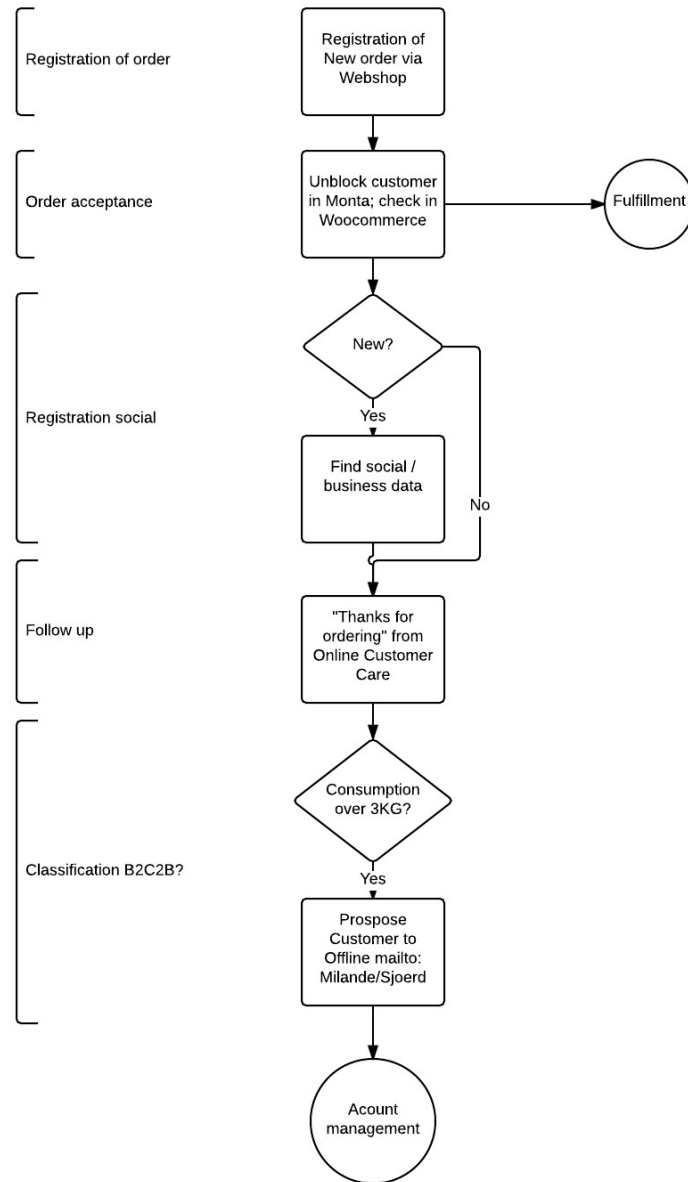 Registration of order
Registration of
New order via
Webshop
Order acceptance
Unblock customer
in Monta; check in
Woocommerce
Fulfillment
New?
Registration social
Yes
Find social /
business data
No
Follow up
"Thanks for
ordering" from
Online Customer
Care
Consumption
over 3KG?
Classification B2C2B?
Yes
Prospose
Customer to
Offline mailto:
Milande/Sjoerd
Acount
management